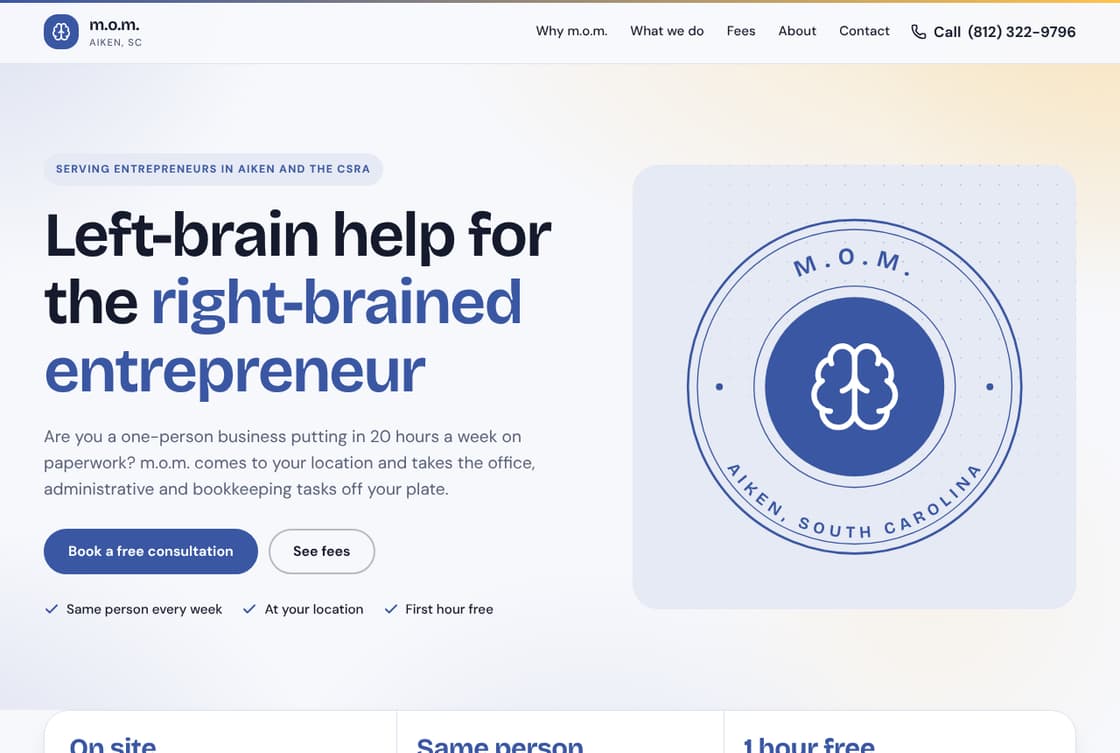 m.o.m.
AIKEN, SC
Why m.o.m.
What we do
Fees
About
Contact
Call (812) 322-9796
SERVING ENTREPRENEURS IN AIKEN AND THE CSRA
Left-brain help for
the right-brained
entrepreneur
Are you a one-person business putting in 20 hours a week on
paperwork? m.o.m. comes to your location and takes the office,
administrative and bookkeeping tasks off your plate.
Book a free consultation
See fees
Same person every week
At your location
First hour free
M.O.M.
AIKEN, SOUTH CAROLINA
On site
Same person
1 hour free